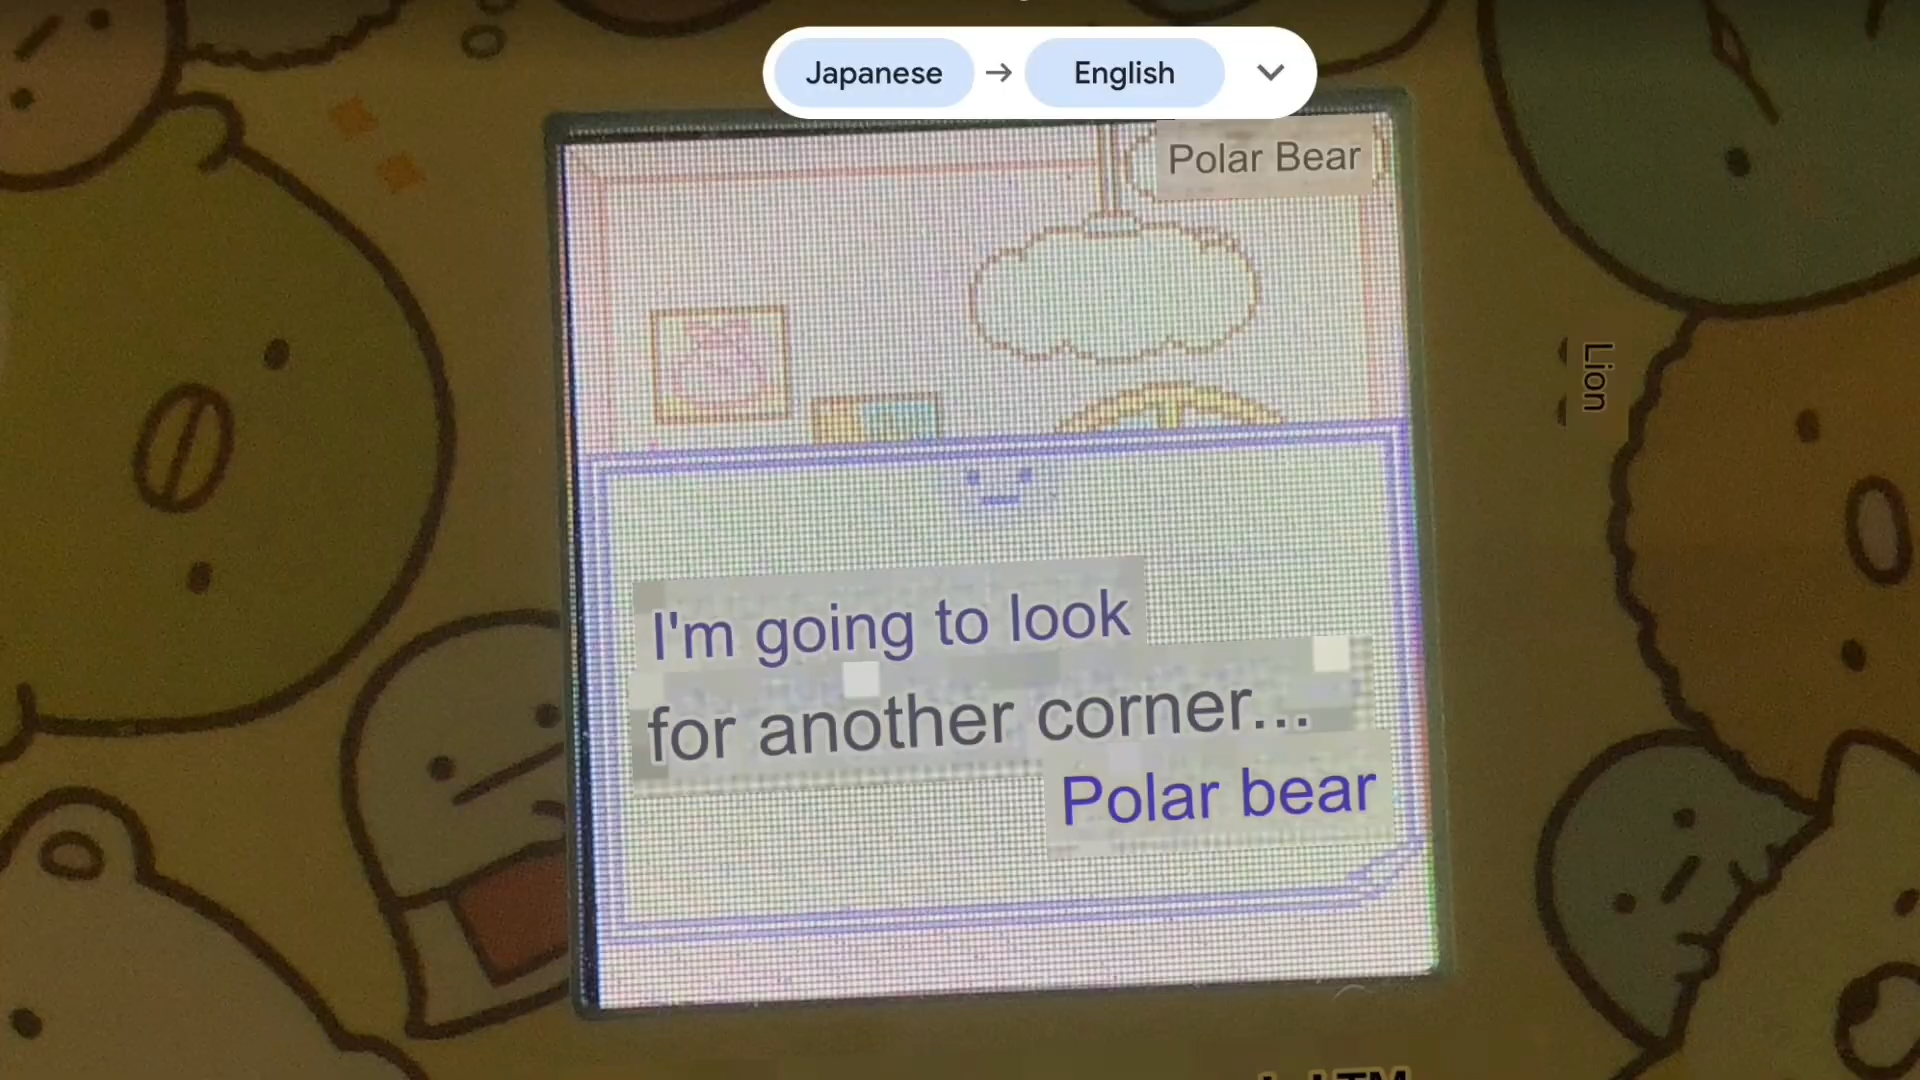 Japanese → English
Polar Bear
Lion
I'm going to look
for another corner...
Polar bear